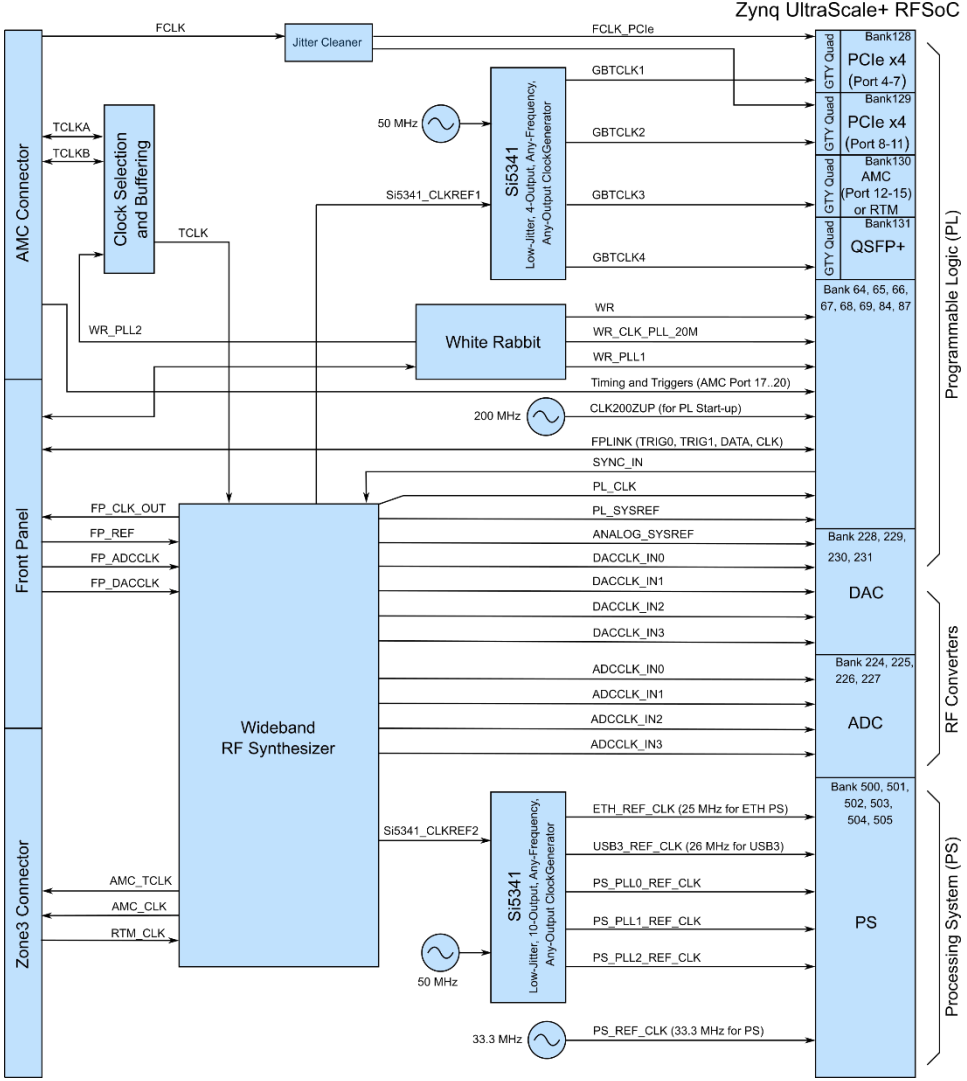 Zynq UltraScale+ RFSoC
FCLK
Jitter Cleaner
FCLK_PCIe
GTY Quad
Bank128
PCIe x4
(Port 4-7)
GTY Quad
Bank129
PCIe x4
(Port 8-11)
GTY Quad
Bank130
AMC
(Port 12-15)
or RTM
GTY Quad
Bank131
QSFP+
AMC Connector
TCLKA
TCLKB
Clock Selection
and Buffering
TCLK
50 MHz
Si5341_CLKREF1
Si5341
Low-Jitter, 4-Output, Any-Frequency,
Any-Output ClockGenerator
GBTCLK1
GBTCLK2
GBTCLK3
GBTCLK4
Bank 64, 65, 66,
67, 68, 69, 84, 87
Programmable Logic (PL)
WR_PLL2
White Rabbit
WR
WR_CLK_PLL_20M
WR_PLL1
Timing and Triggers (AMC Port 17..20)
200 MHz
CLK200ZUP (for PL Start-up)
FPLINK (TRIG0, TRIG1, DATA, CLK)
SYNC_IN
PL_CLK
PL_SYSREF
ANALOG_SYSREF
Front Panel
FP_CLK_OUT
FP_REF
FP_ADCCLK
FP_DACCLK
Wideband
RF Synthesizer
DACCLK_IN0
DACCLK_IN1
DACCLK_IN2
DACCLK_IN3
Bank 228, 229,
230, 231
DAC
ADCCLK_IN0
ADCCLK_IN1
ADCCLK_IN2
ADCCLK_IN3
Bank 224, 225,
226, 227
ADC
RF Converters
Zone3 Connector
AMC_TCLK
AMC_CLK
RTM_CLK
Si5341_CLKREF2
50 MHz
Si5341
Low-Jitter, 10-Output, Any-Frequency,
Any-Output ClockGenerator
ETH_REF_CLK (25 MHz for ETH PS)
USB3_REF_CLK (26 MHz for USB3)
PS_PLL0_REF_CLK
PS_PLL1_REF_CLK
PS_PLL2_REF_CLK
33.3 MHz
PS_REF_CLK (33.3 MHz for PS)
Bank 500, 501,
502, 503,
504, 505
PS
Processing System (PS)